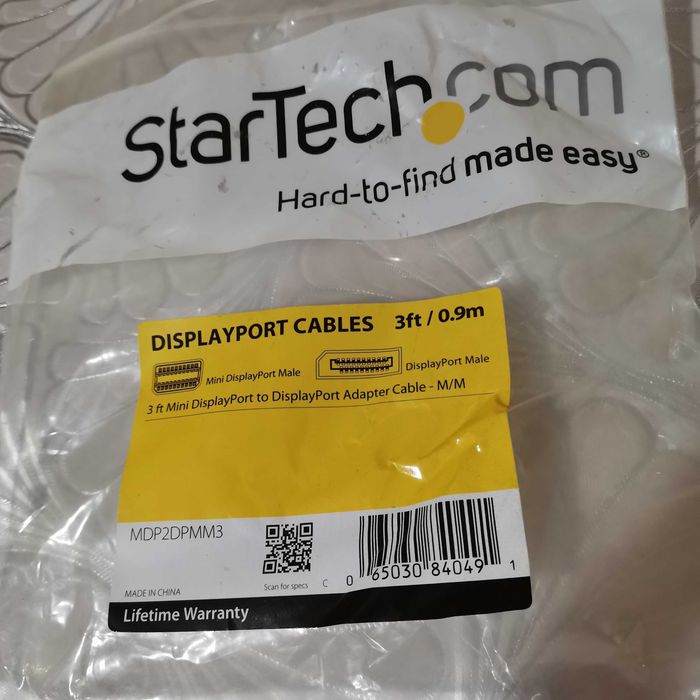 StarTech.com
Hard-to-find made easy®
DISPLAYPORT CABLES 3ft / 0.9m
Mini DisplayPort Male DisplayPort Male
3 ft Mini DisplayPort to DisplayPort Adapter Cable - M/M
MDP2DPMM3
MADE IN CHINA
Scan for specs
C 0 65030 84049 1
Lifetime Warranty